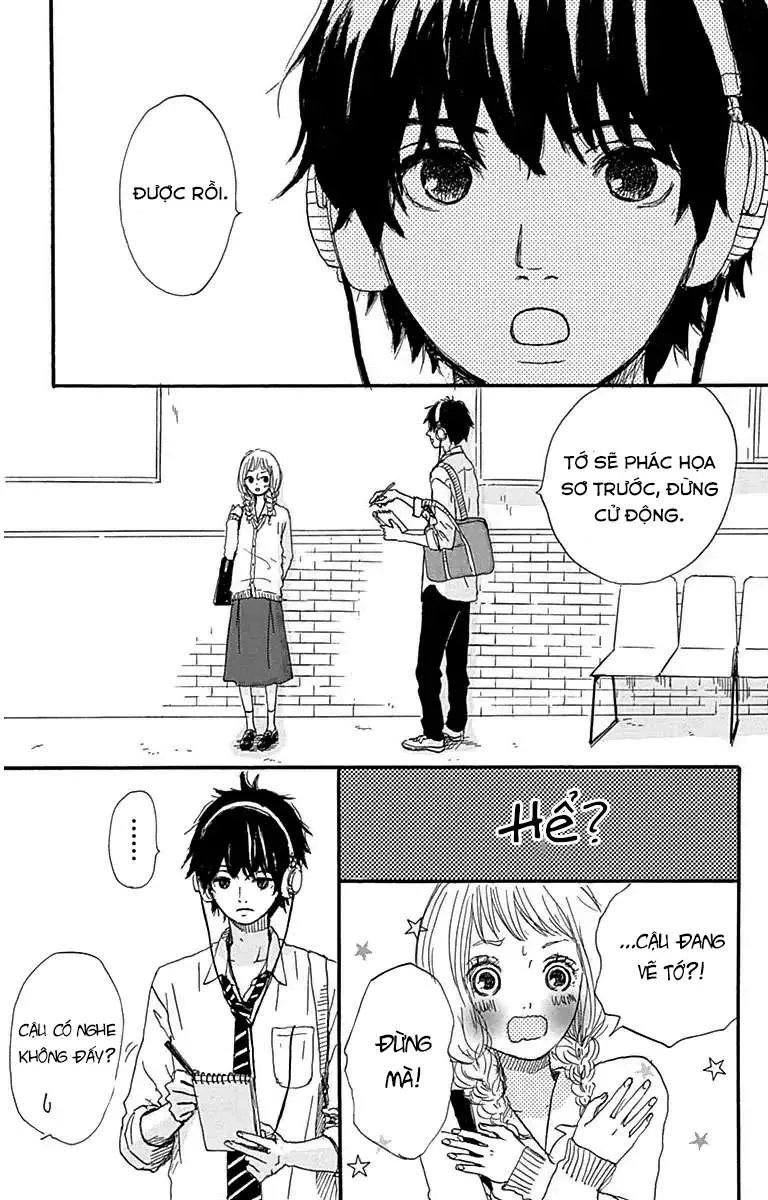 ĐƯỢC RỒI.
TỚ SẼ PHÁC HỌA
SƠ TRƯỚC, ĐỪNG
CỬ ĐỘNG.
Hể?
...CẬU ĐANG
VẼ TỚ?!
ĐỪNG
MÀ!
......
CẬU CÓ NGHE
KHÔNG ĐẤY?